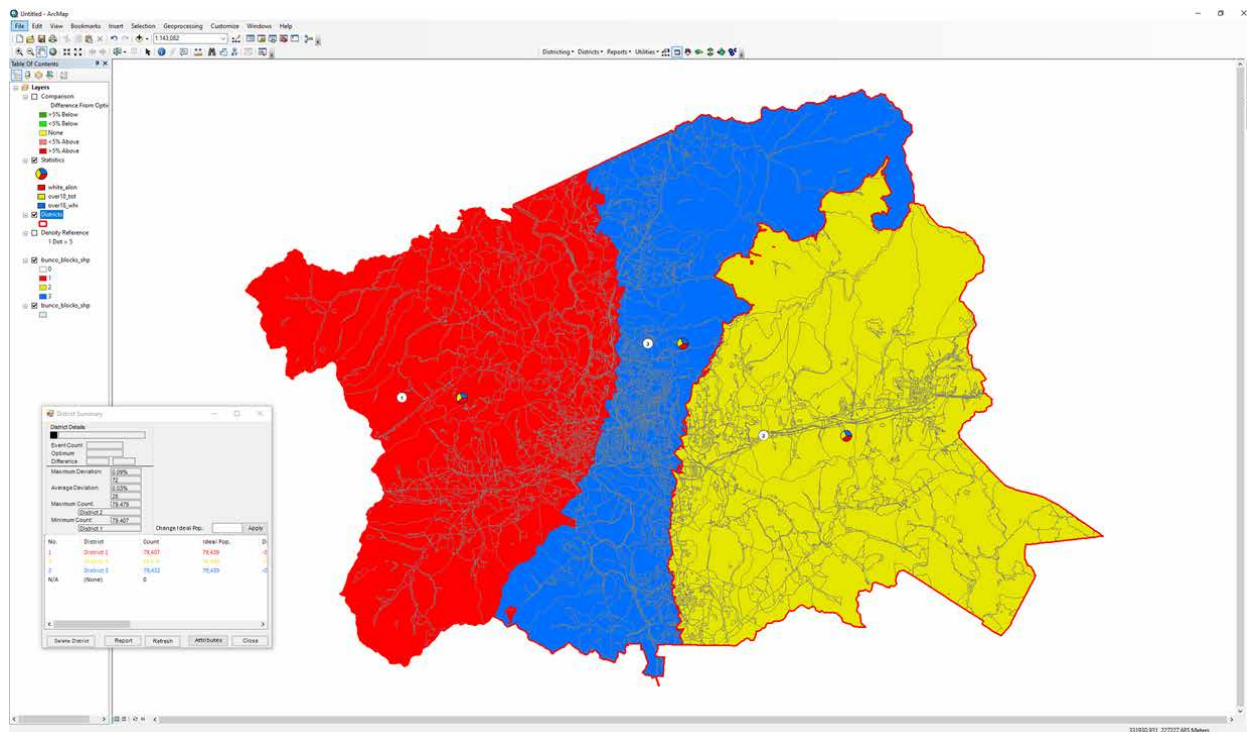 Untitled - ArcMap
File Edit View Bookmarks Insert Selection Geoprocessing Customize Windows Help
1:143,082
Districting Districts Reports Utilities
Table Of Contents
Layers
Comparison
Difference From Opti
>5% Below
<5% Below
None
<5% Above
>5% Above
Statistics
white_alon
over18_tot
over18_whi
Districts
Density Reference
1 Dot = 5
bunco_blocks_shp
0
1
2
3
bunco_blocks_shp
1
3
2
District Summary
District Details
Event Count
Optimum
Difference
Maximum Deviation: 0.09%
72
Average Deviation: 0.03%
Maximum Count: 79,479
District 2
Minimum Count: 79,407
District 1
Change Ideal Pop. Apply
No. District Count Ideal Pop. D
1 District 1 79,407 79,439
District 2
3 District 3 79,432 79,439
N/A (None) 0
Delete District Report Refresh Attributes Close
Meters